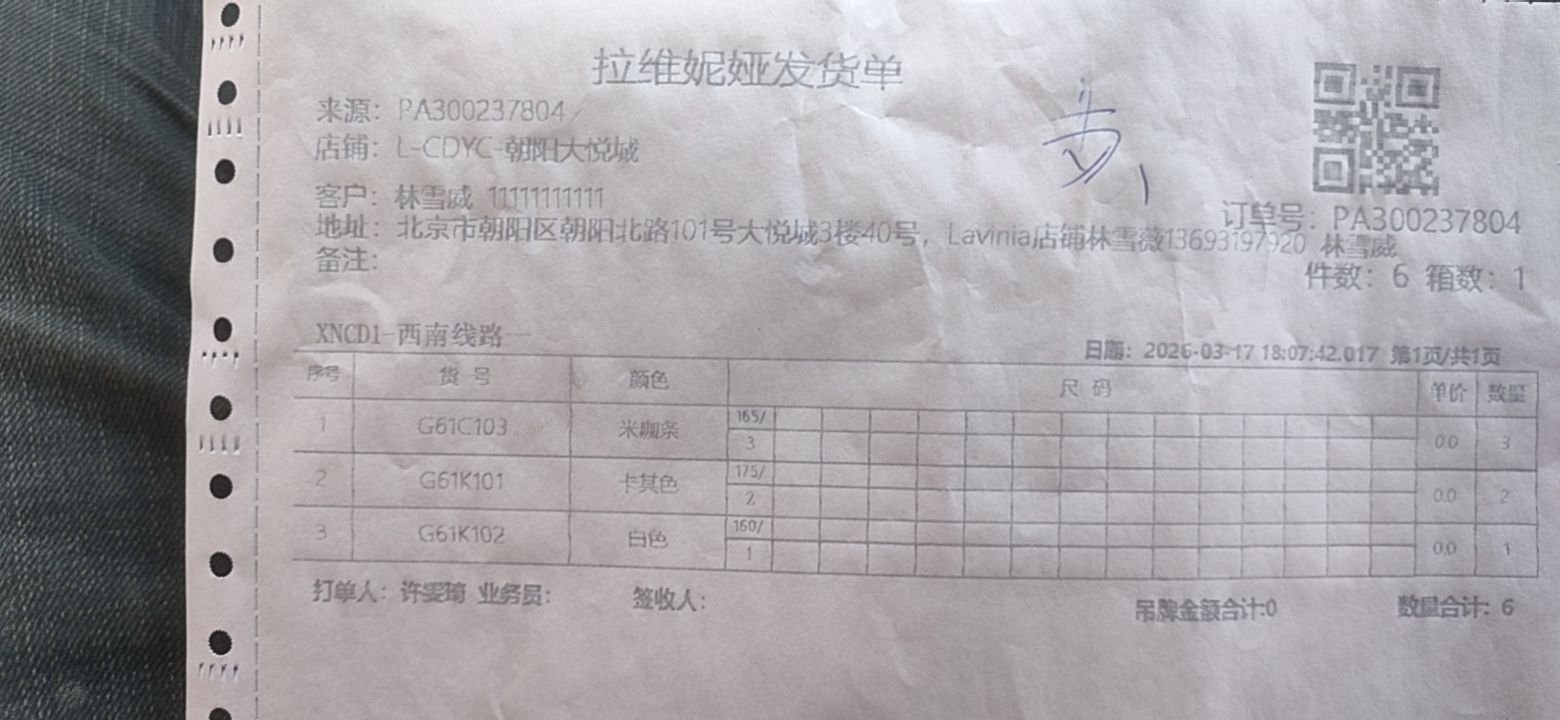 拉维妮娅发货单
来源：PA300237804
店铺：L-CDYC-朝阳大悦城
客户：林雪威 11111111111
订单号：PA300237804
地址：北京市朝阳区朝阳北路101号大悦城3楼40号，Lavinia店铺林雪薇13693197920 林雪威
备注：
件数：6 箱数：1
XNCD1-西南线路—
日期：2026-03-17 18:07:42.017 第1页/共1页
序号 货号 颜色 尺码 单价 数量
1 G61C103 米咖条 165/ 0.0 3
3
2 G61K101 卡其色 175/ 0.0 2
2
3 G61K102 白色 160/ 0.0 1
1
打单人：许雯琦 业务员： 签收人： 吊牌金额合计:0 数量合计：6